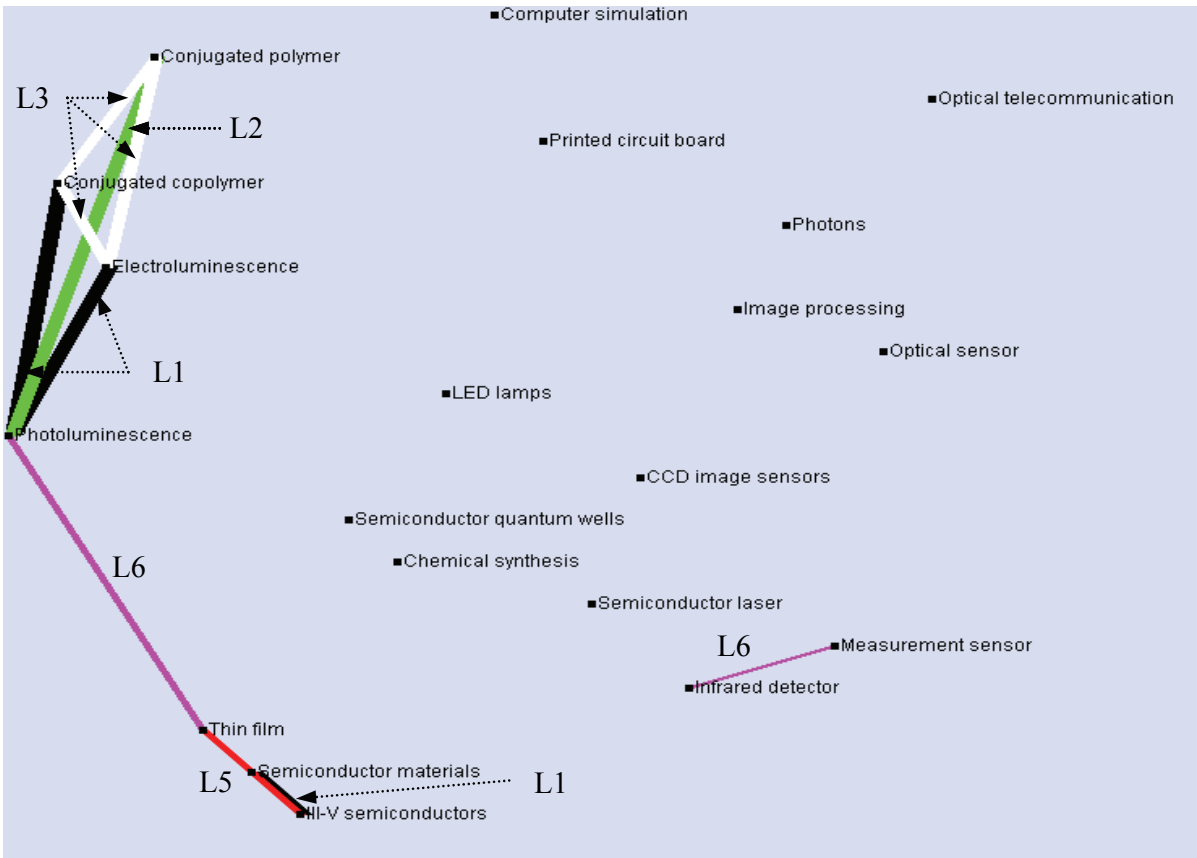 Computer simulation
Conjugated polymer
L3
Optical telecommunication
L2
Printed circuit board
Conjugated copolymer
Photons
Electroluminescence
Image processing
Optical sensor
L1
LED lamps
Photoluminescence
CCD image sensors
Semiconductor quantum wells
Chemical synthesis
L6
Semiconductor laser
L6
Measurement sensor
Infrared detector
Thin film
Semiconductor materials
L5
L1
III-V semiconductors